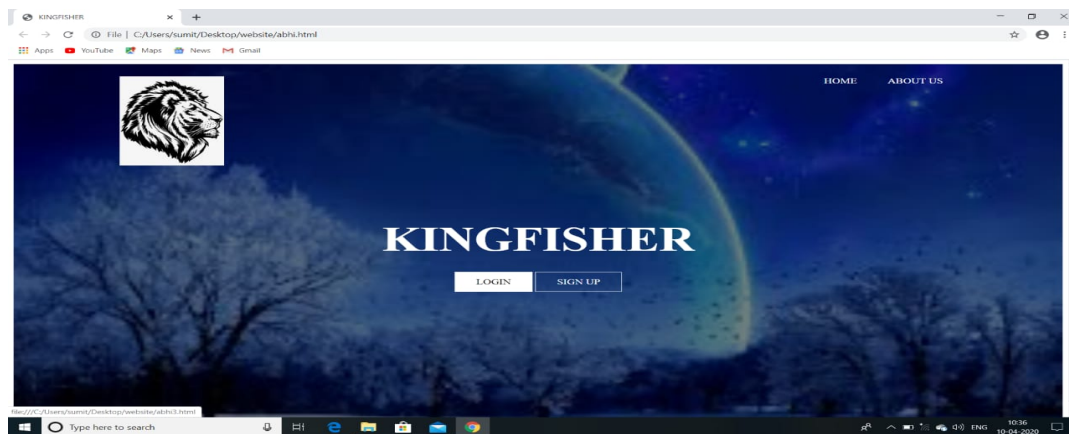 KINGFISHER
File | C:/Users/sumit/Desktop/website/abhi.html
Apps YouTube Maps News Gmail
HOME ABOUT US
KINGFISHER
LOGIN SIGN UP
file:///C:/Users/sumit/Desktop/website/abhi3.html
Type here to search ENG 10:36
10-04-2020